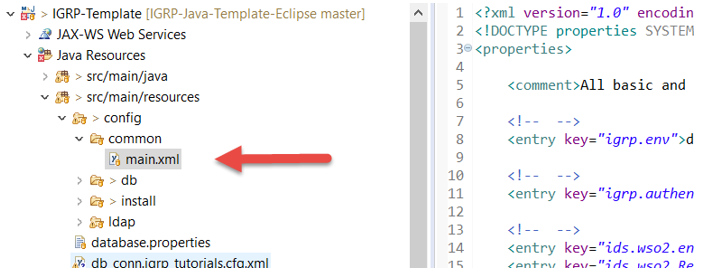 > IGRP-Template [IGRP-Java-Template-Eclipse master]
> JAX-WS Web Services
Java Resources
> src/main/java
> src/main/resources
> config
common
main.xml
> db
> install
ldap
database.properties
db_conn.igrp_tutorials.cfg.xml
1 <?xml version="1.0" encodin
2 <!DOCTYPE properties SYSTEM
3 <properties>
4
5 <comment>All basic and
6
7 <!-- -->
8 <entry key="igrp.env">d
9
10 <!-- -->
11 <entry key="igrp.authen
12
13 <!-- -->
14 <entry key="ids.wso2.en
15 <entry key="ids.wso2.Re